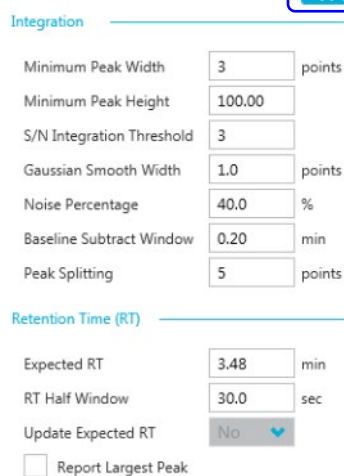 Integration
Minimum Peak Width 3 points
Minimum Peak Height 100.00
S/N Integration Threshold 3
Gaussian Smooth Width 1.0 points
Noise Percentage 40.0 %
Baseline Subtract Window 0.20 min
Peak Splitting 5 points
Retention Time (RT)
Expected RT 3.48 min
RT Half Window 30.0 sec
Update Expected RT No
Report Largest Peak